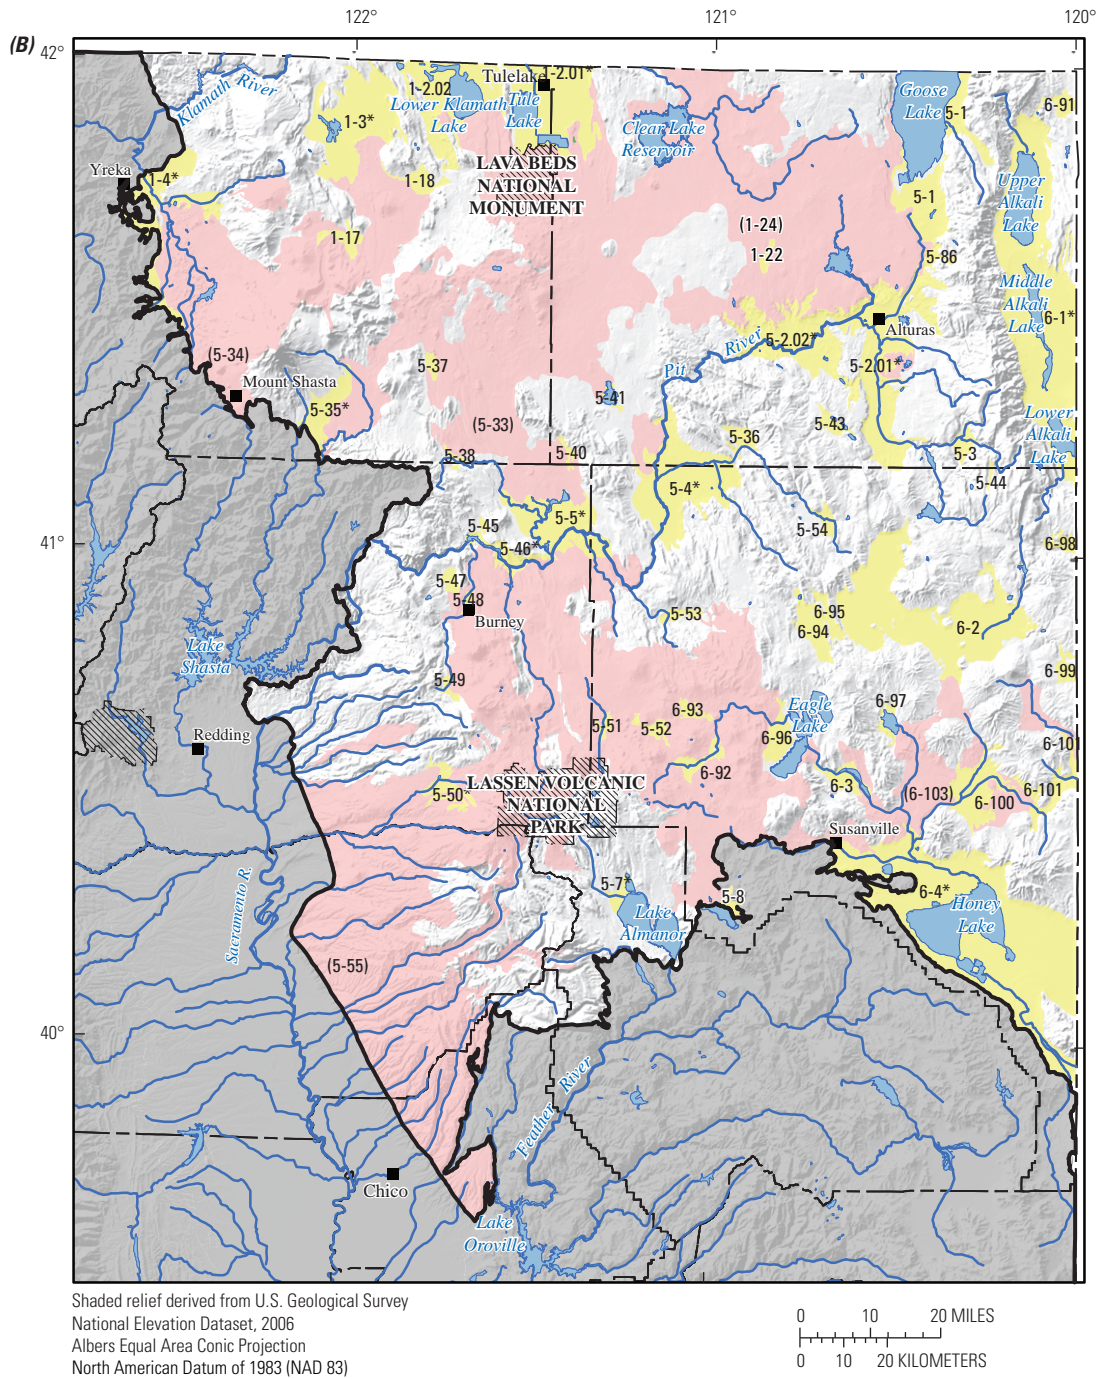 (B)
122°
121°
120°
42°
41°
40°
Klamath River
1-2.02
Tulelake
1-2.01*
Lower Klamath
Lake
Tule
Lake
1-3*
Clear Lake
Reservoir
Goose
Lake
5-1
6-91
Yreka
1-4*
1-18
LAVA BEDS
NATIONAL
MONUMENT
Upper
Alkali
Lake
5-1
1-17
(1-24)
1-22
5-86
Middle
Alkali
Lake
6-1*
Alturas
5-2.02*
Pit River
5-2.01*
(5-34)
Mount Shasta
5-37
5-35*
5-41
(5-33)
5-43
5-36
Lower
Alkali
Lake
5-38
5-40
5-3
5-44
5-4*
5-5*
5-45
5-46*
5-54
6-98
5-47
5-48
Burney
5-53
6-95
6-94
6-2
Lake
Shasta
5-49
6-99
6-97
Eagle
Lake
6-93
5-52
5-51
6-96
6-101
Redding
6-92
6-3
LASSEN VOLCANIC
NATIONAL
PARK
5-50*
(6-103)
6-100
6-101
Susanville
Sacramento R.
5-7*
5-8
6-4*
Honey
Lake
Lake
Almanor
(5-55)
Feather River
Chico
Lake
Oroville
Shaded relief derived from U.S. Geological Survey
National Elevation Dataset, 2006
Albers Equal Area Conic Projection
North American Datum of 1983 (NAD 83)
0 10 20 MILES
0 10 20 KILOMETERS